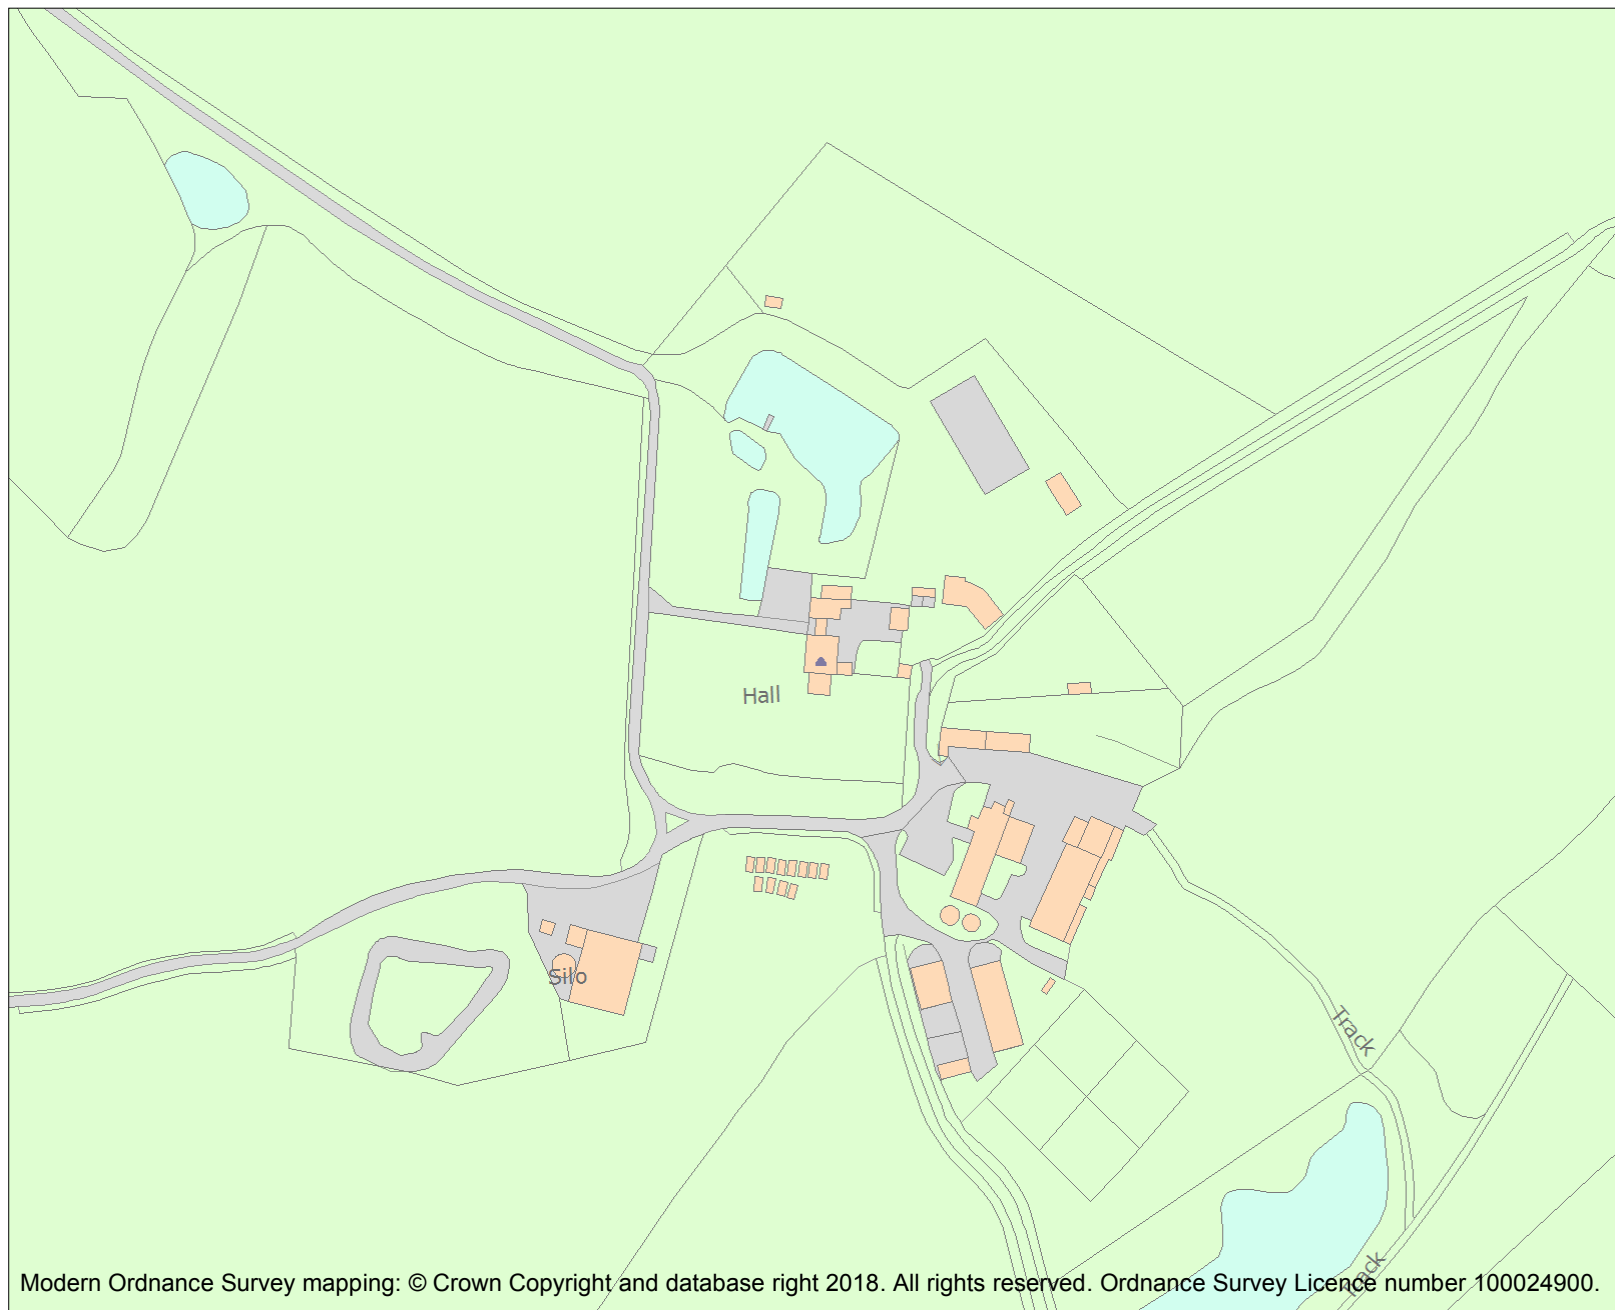 Hall
Silo
Track
Track
Modern Ordnance Survey mapping: © Crown Copyright and database right 2018. All rights reserved. Ordnance Survey Licence number 100024900.